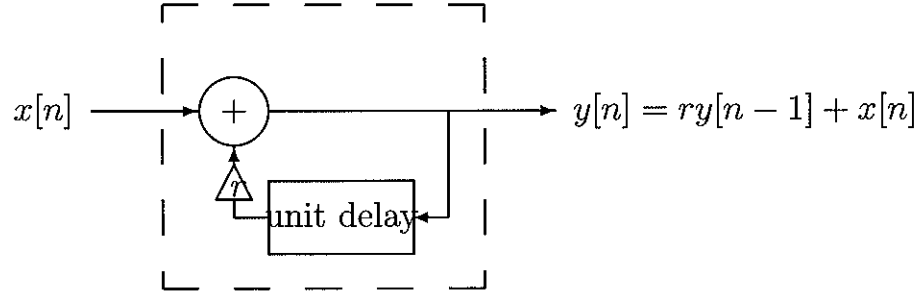 x[n]
+
y[n] = ry[n − 1] + x[n]
r
unit delay